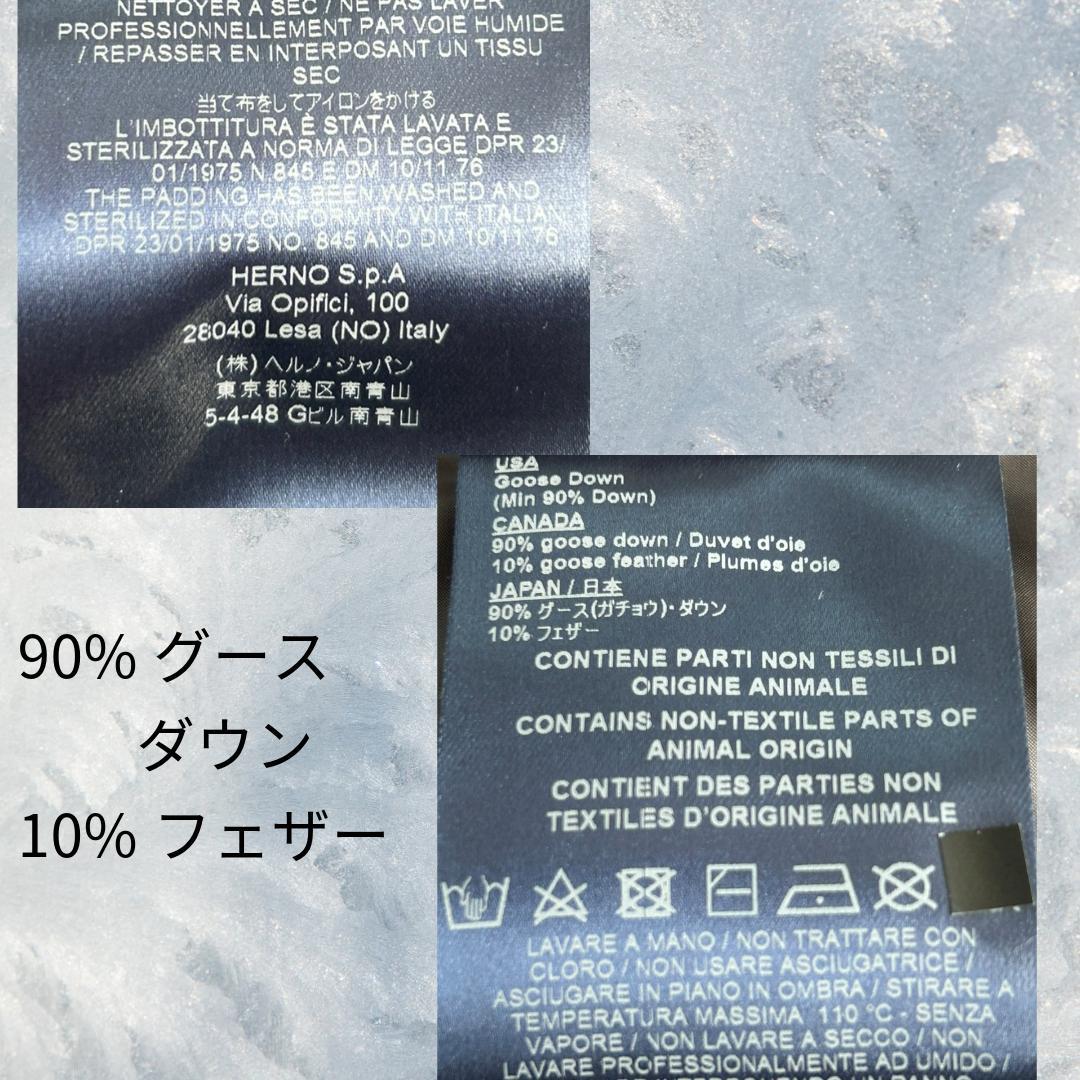 NETTOYER A SEC / NE PAS LAVER
PROFESSIONNELLEMENT PAR VOIE HUMIDE
/ REPASSER EN INTERPOSANT UN TISSU
SEC
当て布をしてアイロンをかける
L'IMBOTTITURA È STATA LAVATA E
STERILIZZATA A NORMA DI LEGGE DPR 23/
01/1975 N.845 E DM 10/11.76
THE PADDING HAS BEEN WASHED AND
STERILIZED IN CONFORMITY WITH ITALIAN
DPR 23/01/1975 NO. 845 AND DM 10/11.76
HERNO S.p.A
Via Opifici, 100
28040 Lesa (NO) Italy
(株)ヘルノ・ジャパン
東京都港区南青山
5-4-48 Gビル南青山
USA
Goose Down
(Min 90% Down)
CANADA
90% goose down / Duvet d'oie
10% goose feather / Plumes d'oie
JAPAN / 日本
90% グース(ガチョウ)・ダウン
10% フェザー
CONTIENE PARTI NON TESSILI DI
ORIGINE ANIMALE
CONTAINS NON-TEXTILE PARTS OF
ANIMAL ORIGIN
CONTIENT DES PARTIES NON
TEXTILES D'ORIGINE ANIMALE
LAVARE A MANO / NON TRATTARE CON
CLORO / NON USARE ASCIUGATRICE /
ASCIUGARE IN PIANO IN OMBRA / STIRARE A
TEMPERATURA MASSIMA 110 °C - SENZA
VAPORE / NON LAVARE A SECCO / NON
LAVARE PROFESSIONALMENTE AD UMIDO /
90% グース
ダウン
10% フェザー